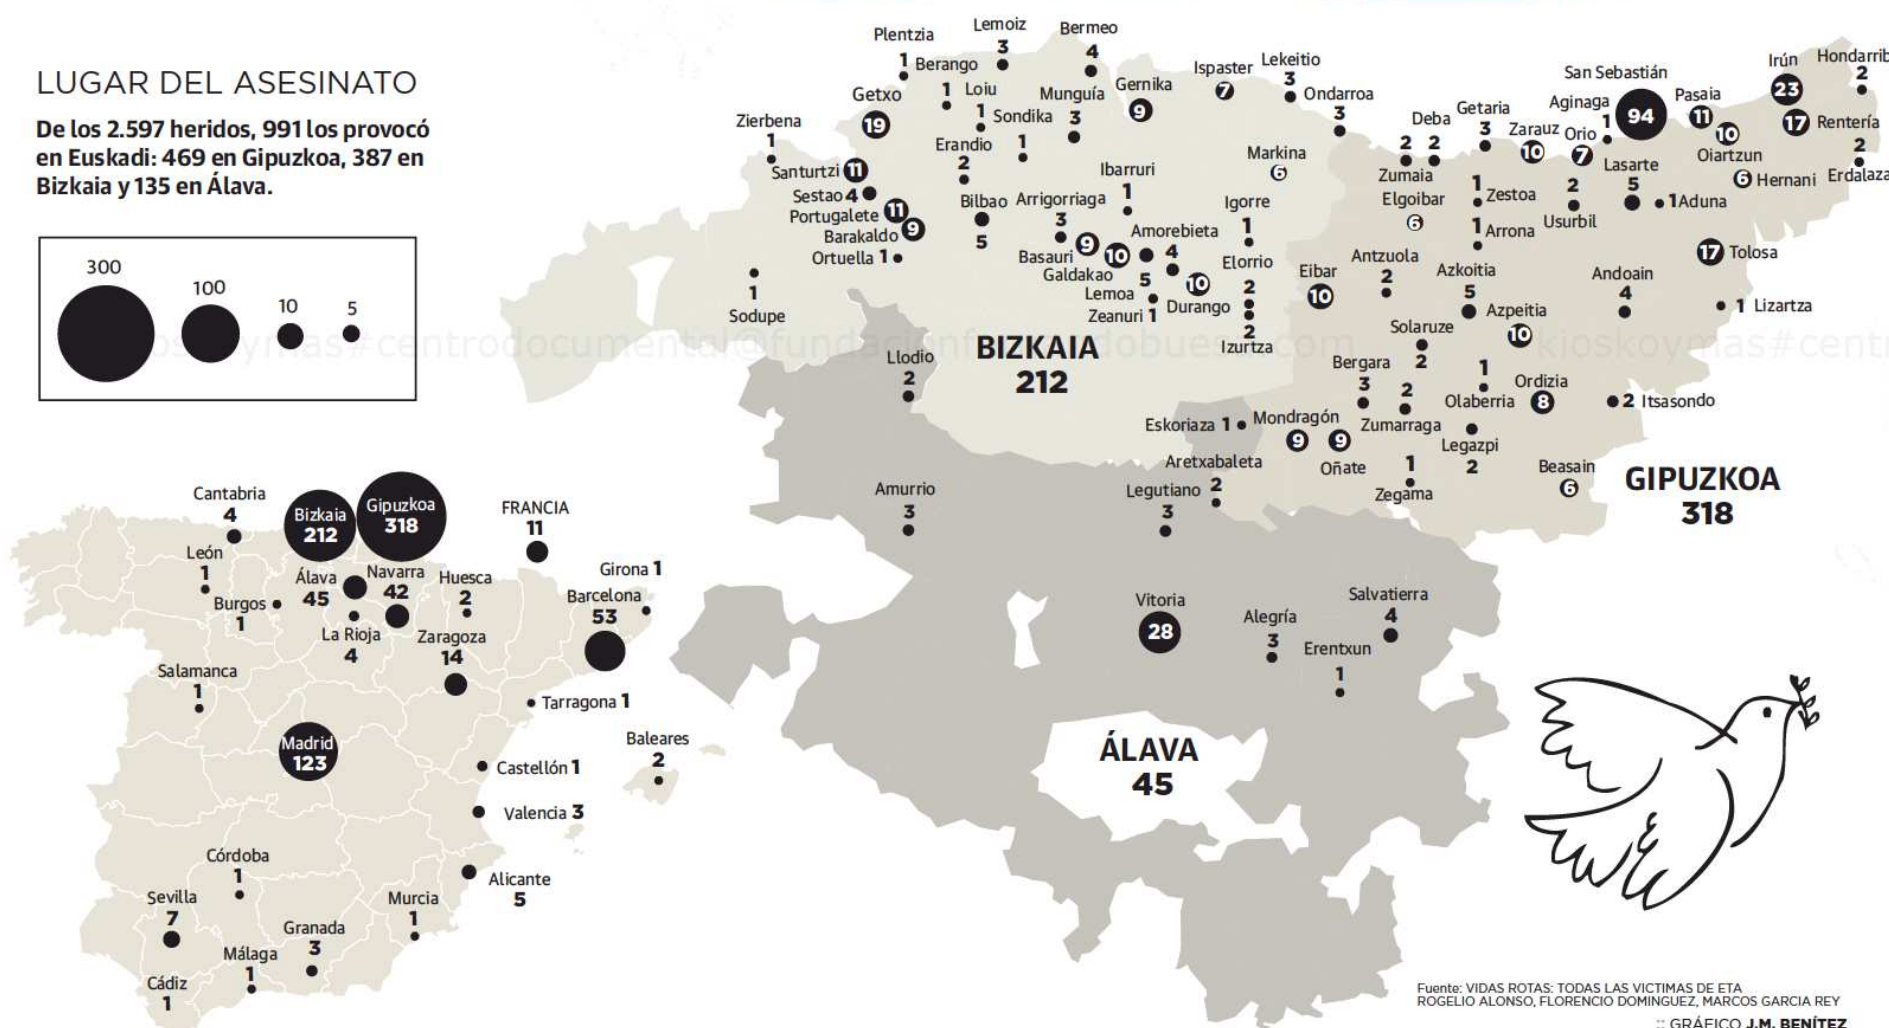 LUGAR DEL ASESINATO
De los 2.597 heridos, 991 los provocó
en Euskadi: 469 en Gipuzkoa, 387 en
Bizkaia y 135 en Álava.
300
100
10
5
Plentzia
1
Lemoiz
3
Bermeo
4
Berango
1
Loiu
1
Sondika
1
Munguía
3
Gernika
9
Ispaster
7
Lekeitio
3
Ondarroa
3
Getxo
19
Zierbena
1
Erandio
2
Santurtzi 11
Sestao 4
Portugalete 11
Barakaldo 9
Ortuella 1
Bilbao
5
Arrigorriaga
3
Ibarruri
1
Markina
6
Igorre
1
Basauri 9
Galdakao 10
Amorebieta
4
5
Lemoa
Zeanuri 1
Durango 10
Elorrio
2
2
Izurtza
1
Sodupe
BIZKAIA
212
Deba
2
2
Zumaia
Getaria
3
Zarauz
10
Orio
7
Aginaga
1
San Sebastián
94
Pasaia
11
Irún
23
Hondarrib
2
17 Rentería
10
Oiartzun
2
Erdalaza
6 Hernani
Lasarte
5
1 Aduna
2
Usurbil
1
Zestoa
1
Arrona
Elgoibar
6
Eibar
10
Antzuola
2
Azkoitia
5
Azpeitia
10
Andoain
4
17 Tolosa
1 Lizartza
Solaruze
2
Bergara
3
2
Zumarraga
1
Olaberria
Ordizia
8
2 Itsasondo
Eskoriaza 1
Mondragón
9
9
Oñate
Legazpi
2
1
Zegama
Beasain
6
Aretxabaleta
2
GIPUZKOA
318
Llodio
2
Amurrio
3
Legutiano
3
Vitoria
28
Alegría
3
Salvatierra
4
Erentxun
1
ÁLAVA
45
Cantabria
4
Bizkaia
212
Gipuzkoa
318
FRANCIA
11
León
1
Burgos
1
Álava
45
Navarra
42
Huesca
2
Girona 1
Barcelona
53
La Rioja
4
Zaragoza
14
Salamanca
1
Tarragona 1
Madrid
123
Baleares
2
Castellón 1
Valencia 3
Córdoba
1
Alicante
5
Sevilla
7
Murcia
1
Granada
3
Málaga
1
Cádiz
1
Fuente: VIDAS ROTAS: TODAS LAS VICTIMAS DE ETA
ROGELIO ALONSO, FLORENCIO DOMINGUEZ, MARCOS GARCIA REY
:: GRÁFICO J.M. BENÍTEZ